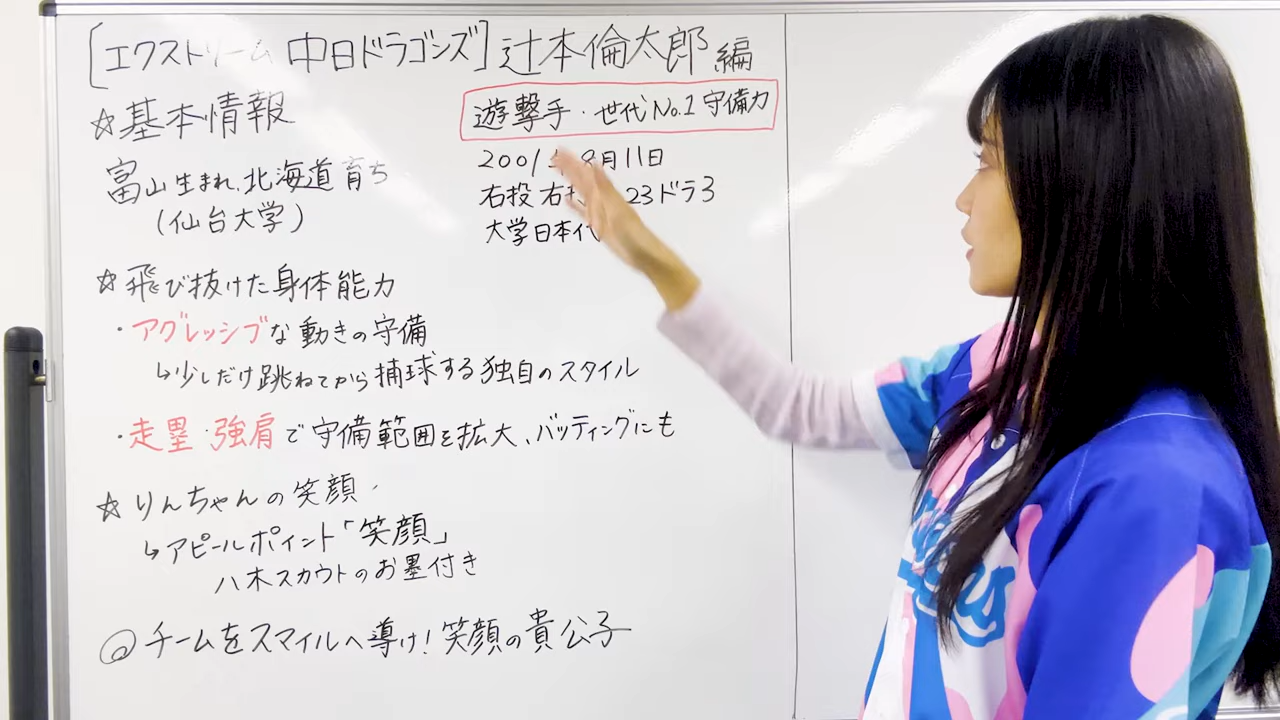 [エクストリーム 中日ドラゴンズ] 辻本倫太郎 編
☆基本情報
遊撃手・世代No.1守備力
富山生まれ、北海道育ち
(仙台大学)
2001年8月11日
右投 右 23ドラ3
大学日本代
☆飛び抜けた身体能力
・アグレッシブな動きの守備
↳少しだけ跳ねてから捕球する独自のスタイル
・走塁・強肩で守備範囲を拡大、バッティングにも
☆りんちゃんの笑顔・
↳アピールポイント「笑顔」
八木スカウトのお墨付き
◎チームをスマイルへ導け!笑顔の貴公子